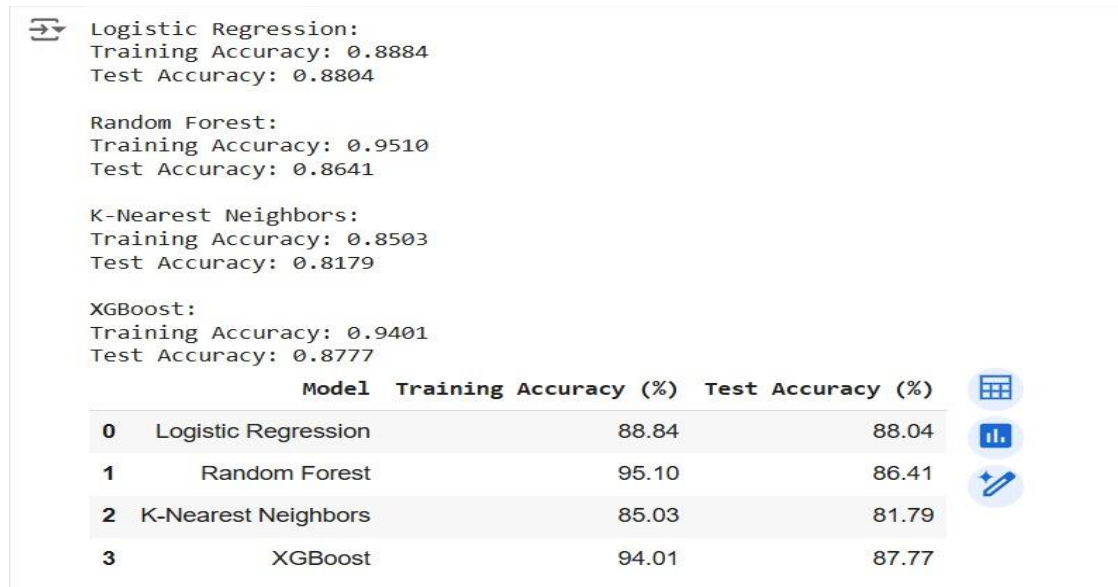 Logistic Regression:
Training Accuracy: 0.8884
Test Accuracy: 0.8804
Random Forest:
Training Accuracy: 0.9510
Test Accuracy: 0.8641
K-Nearest Neighbors:
Training Accuracy: 0.8503
Test Accuracy: 0.8179
XGBoost:
Training Accuracy: 0.9401
Test Accuracy: 0.8777
Model Training Accuracy (%) Test Accuracy (%)
0 Logistic Regression 88.84 88.04
1 Random Forest 95.10 86.41
2 K-Nearest Neighbors 85.03 81.79
3 XGBoost 94.01 87.77